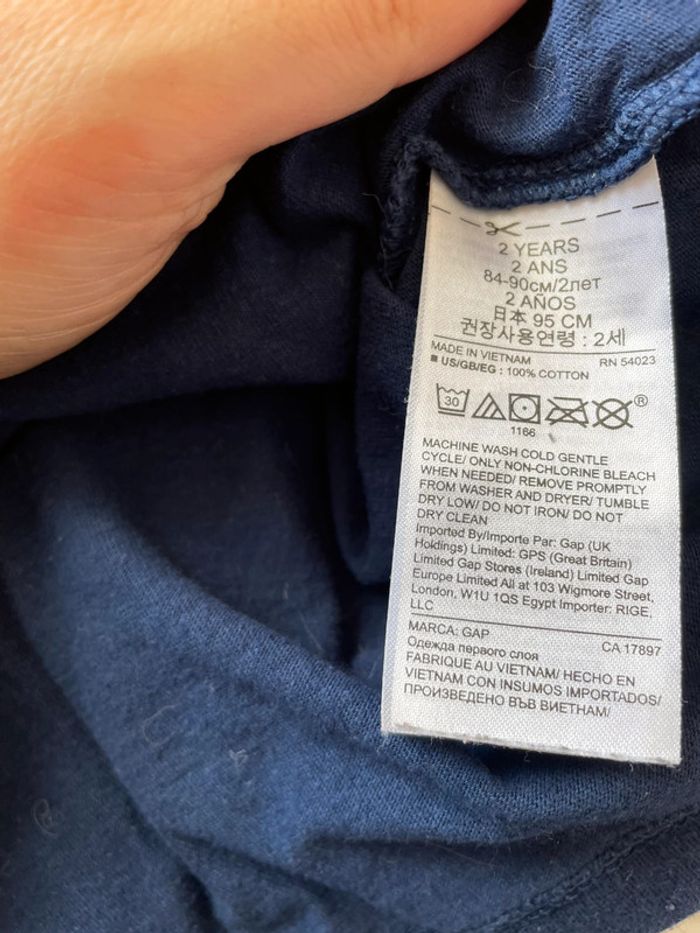 2 YEARS
2 ANS
84-90см/2лет
2 AÑOS
日本 95 CM
권장사용연령 : 2세
MADE IN VIETNAM RN 54023
■ US/GB/EG : 100% COTTON
30
®
1166
MACHINE WASH COLD GENTLE
CYCLE/ ONLY NON-CHLORINE BLEACH
WHEN NEEDED/ REMOVE PROMPTLY
FROM WASHER AND DRYER/ TUMBLE
DRY LOW/ DO NOT IRON/ DO NOT
DRY CLEAN
Imported By/Importe Par: Gap (UK
Holdings) Limited: GPS (Great Britain)
Limited Gap Stores (Ireland) Limited Gap
Europe Limited All at 103 Wigmore Street,
London, W1U 1QS Egypt Importer: RIGE,
LLC
MARCA: GAP CA 17897
Одежда первого слоя
FABRIQUE AU VIETNAM/ HECHO EN
VIETNAM CON INSUMOS IMPORTADOS/
ПРОИЗВЕДЕНО ВЪВ ВИЕТНАМ/